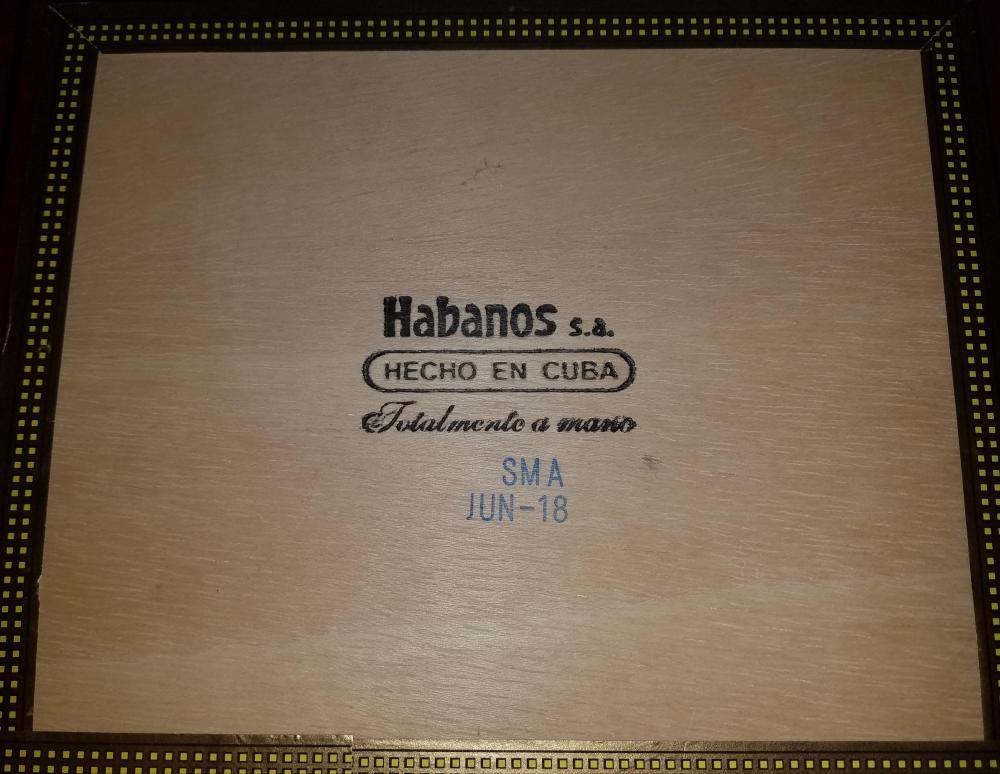 Habanos s.a.
HECHO EN CUBA
Totalmente a mano
SMA
JUN-18